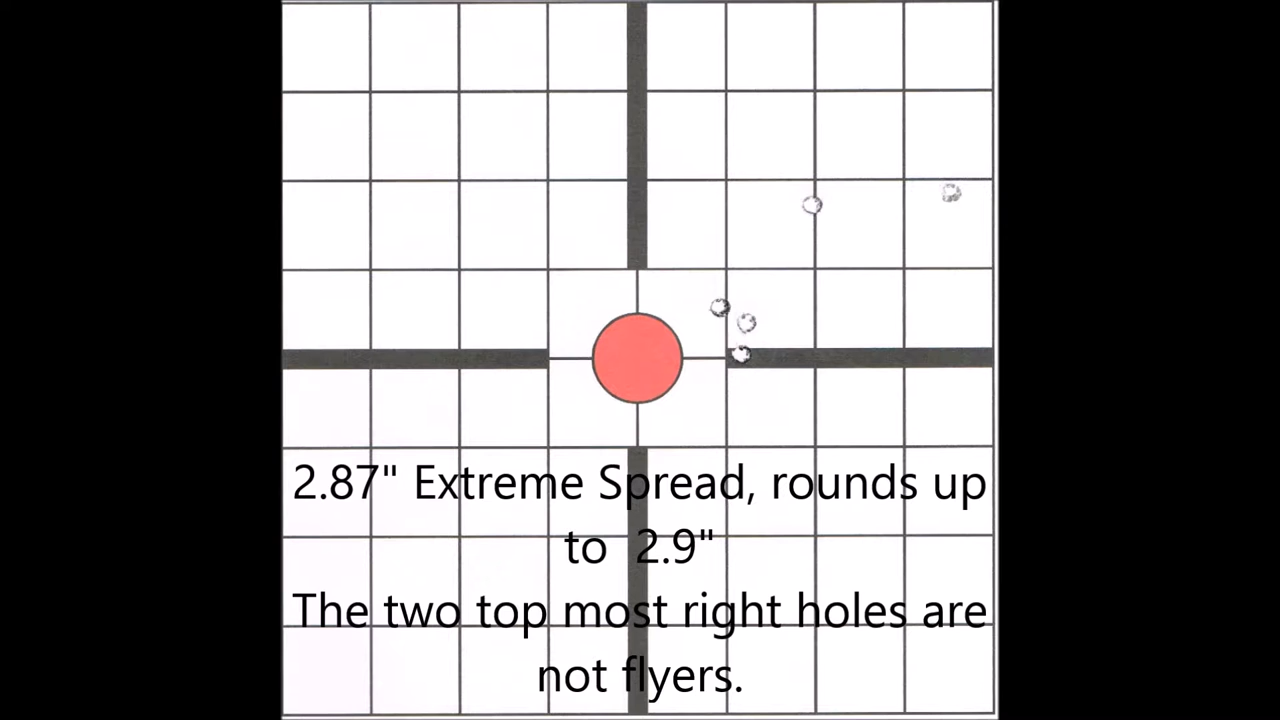 2.87" Extreme Spread, rounds up
to 2.9"
The two top most right holes are
not flyers.